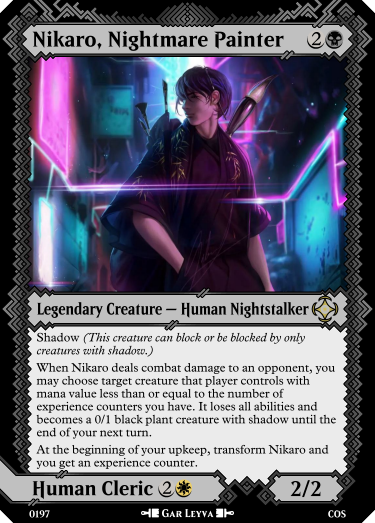 Nikaro, Nightmare Painter 2
Legendary Creature — Human Nightstalker
Shadow (This creature can block or be blocked by only
creatures with shadow.)
When Nikaro deals combat damage to an opponent, you
may choose target creature that player controls with
mana value less than or equal to the number of
experience counters you have. It loses all abilities and
becomes a 0/1 black plant creature with shadow until the
end of your next turn.
At the beginning of your upkeep, transform Nikaro and
you get an experience counter.
Human Cleric 2
2/2
0197 Gar Leyva COS